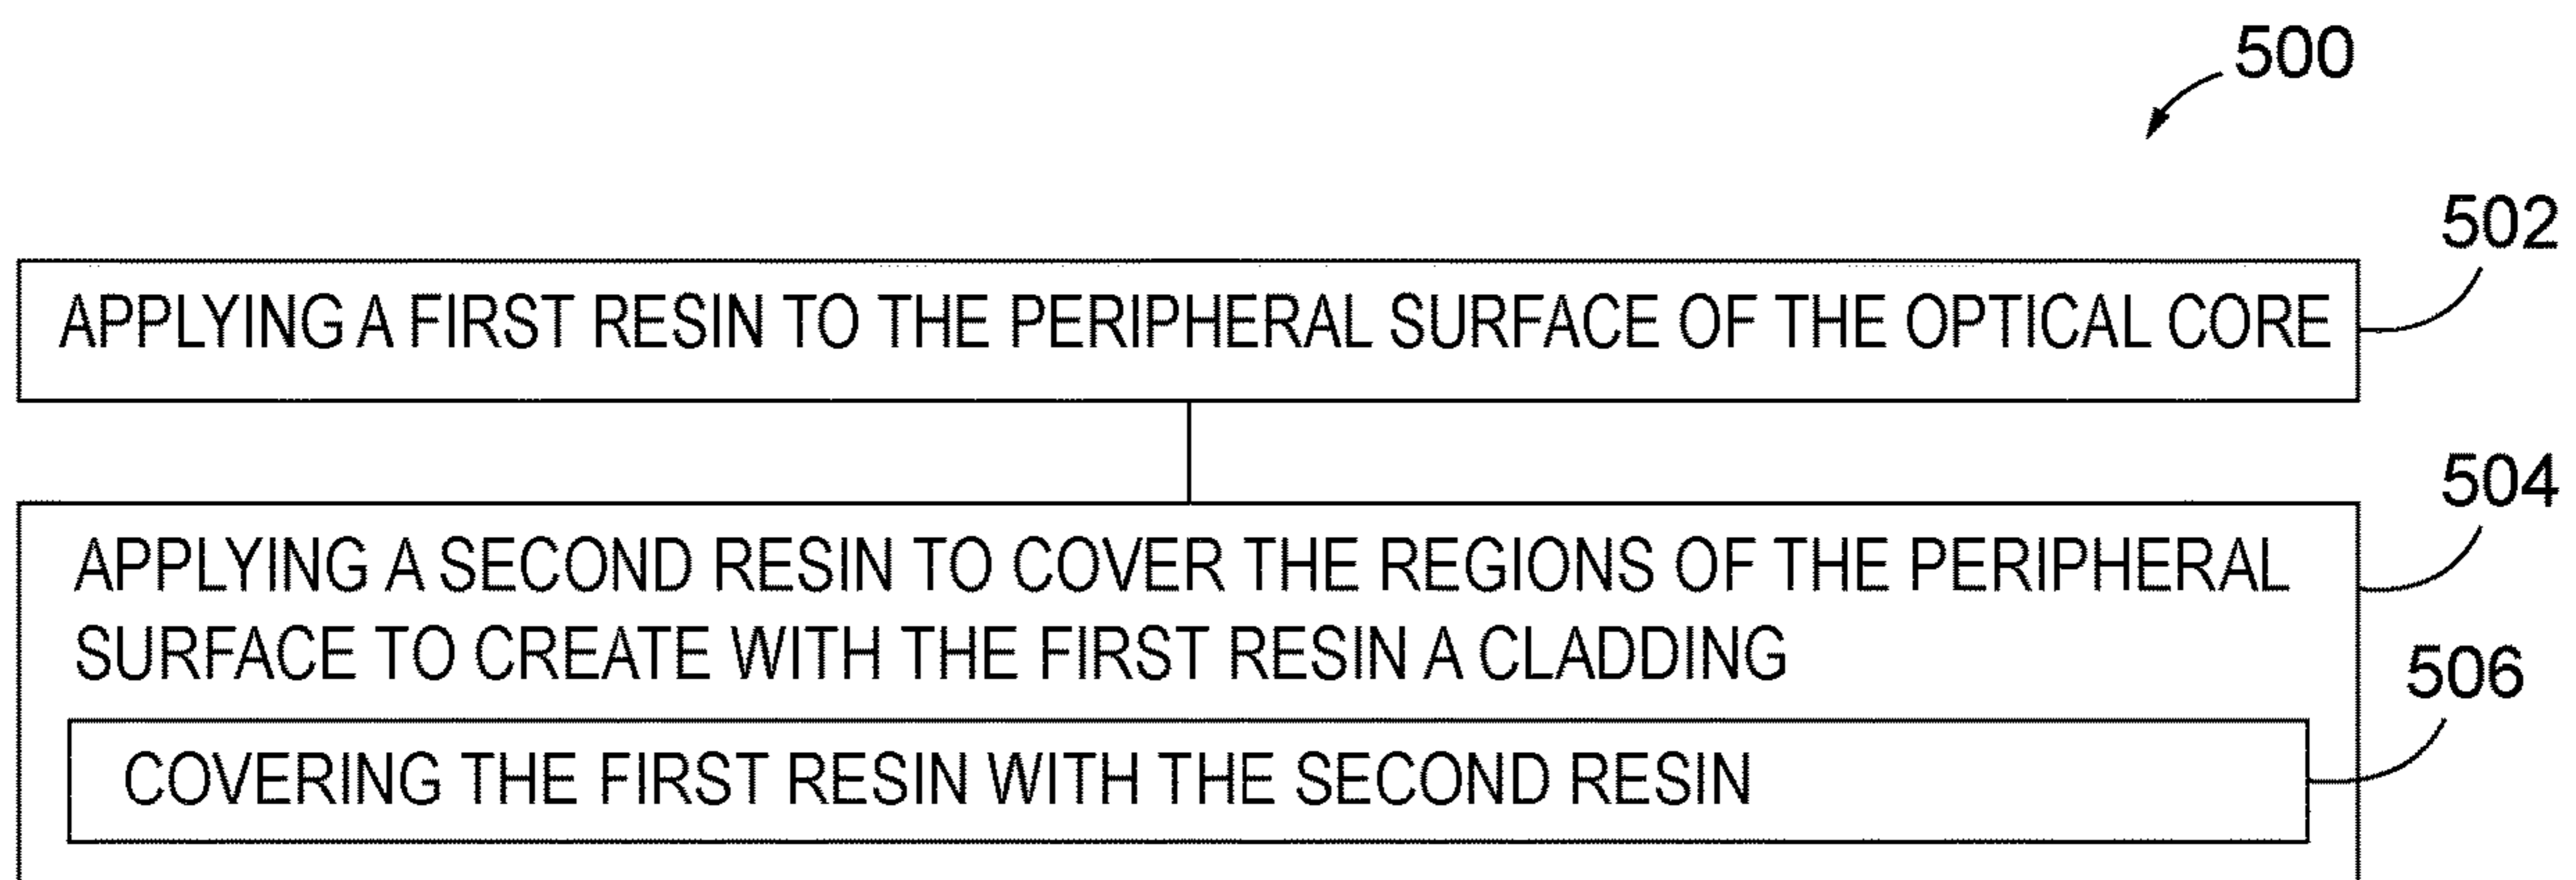 500
502
APPLYING A FIRST RESIN TO THE PERIPHERAL SURFACE OF THE OPTICAL CORE
504
APPLYING A SECOND RESIN TO COVER THE REGIONS OF THE PERIPHERAL
SURFACE TO CREATE WITH THE FIRST RESIN A CLADDING
506
COVERING THE FIRST RESIN WITH THE SECOND RESIN